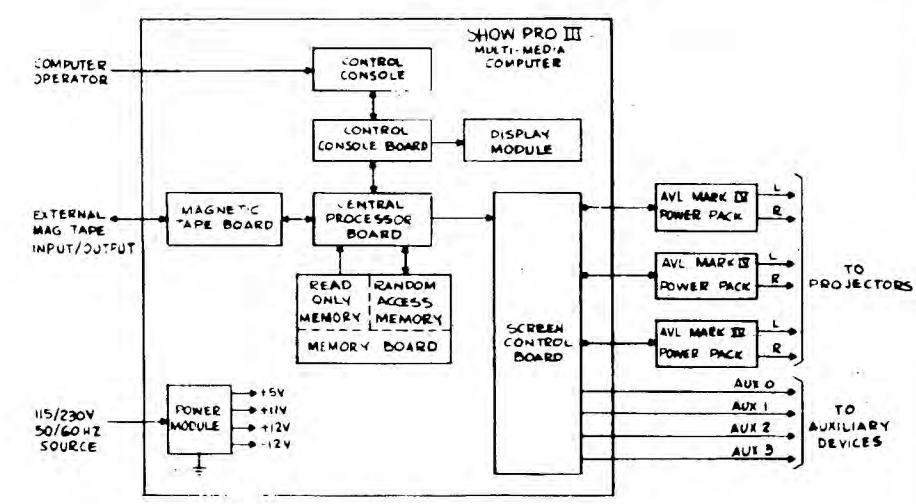 SHOW PRO III
MULTI-MEDIA
COMPUTER
COMPUTER
OPERATOR
CONTROL
CONSOLE
CONTROL
CONSOLE BOARD
DISPLAY
MODULE
EXTERNAL
MAG TAPE
INPUT/OUTPUT
MAGNETIC
TAPE BOARD
CENTRAL
PROCESSOR
BOARD
READ
ONLY
MEMORY
RANDOM
ACCESS
MEMORY
MEMORY BOARD
SCREEN
CONTROL
BOARD
AVL MARK IV
POWER PACK
L
R
AVL MARK IV
POWER PACK
L
R
AVL MARK IV
POWER PACK
L
R
TO
PROJECTORS
115/230V
50/60HZ
SOURCE
POWER
MODULE
+5V
+11V
+12V
-12V
AUX 0
AUX 1
AUX 2
AUX 3
TO
AUXILIARY
DEVICES